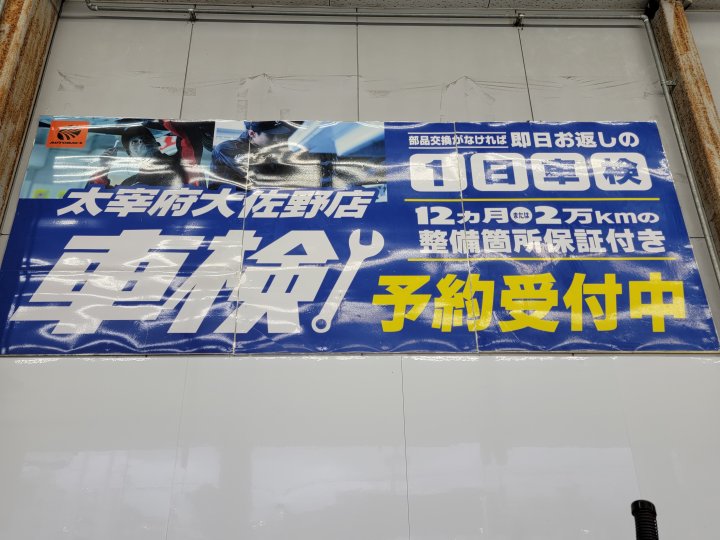 AUTOBACS
太宰府大佐野店
車検!
部品交換がなければ 即日お返しの
1日車検
12ヵ月または2万kmの
整備箇所保証付き
予約受付中